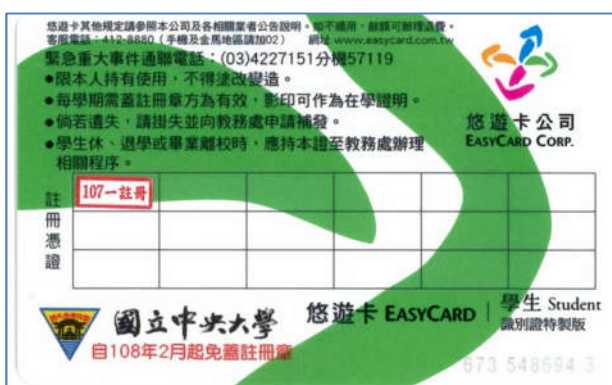 悠遊卡其他規定請參照本公司及各相關業者公告說明。如不續用,餘額可辦理退費。
客服電話:412-8880(手機及金馬地區請加02) 網址:www.easycard.com.tw
緊急重大事件通聯電話:(03)4227151分機57119
●限本人持有使用,不得塗改變造。
●每學期需蓋註冊章方為有效,影印可作為在學證明。
●倘若遺失,請掛失並向教務處申請補發。
●學生休、退學或畢業離校時,應持本證至教務處辦理
相關程序。
悠遊卡公司
EASYCARD CORP.
註冊憑證
107一註冊
國立中央大學
自108年2月起免蓋註冊章
悠遊卡 EASYCARD | 學生 Student
識別證特製版
673 548694 3